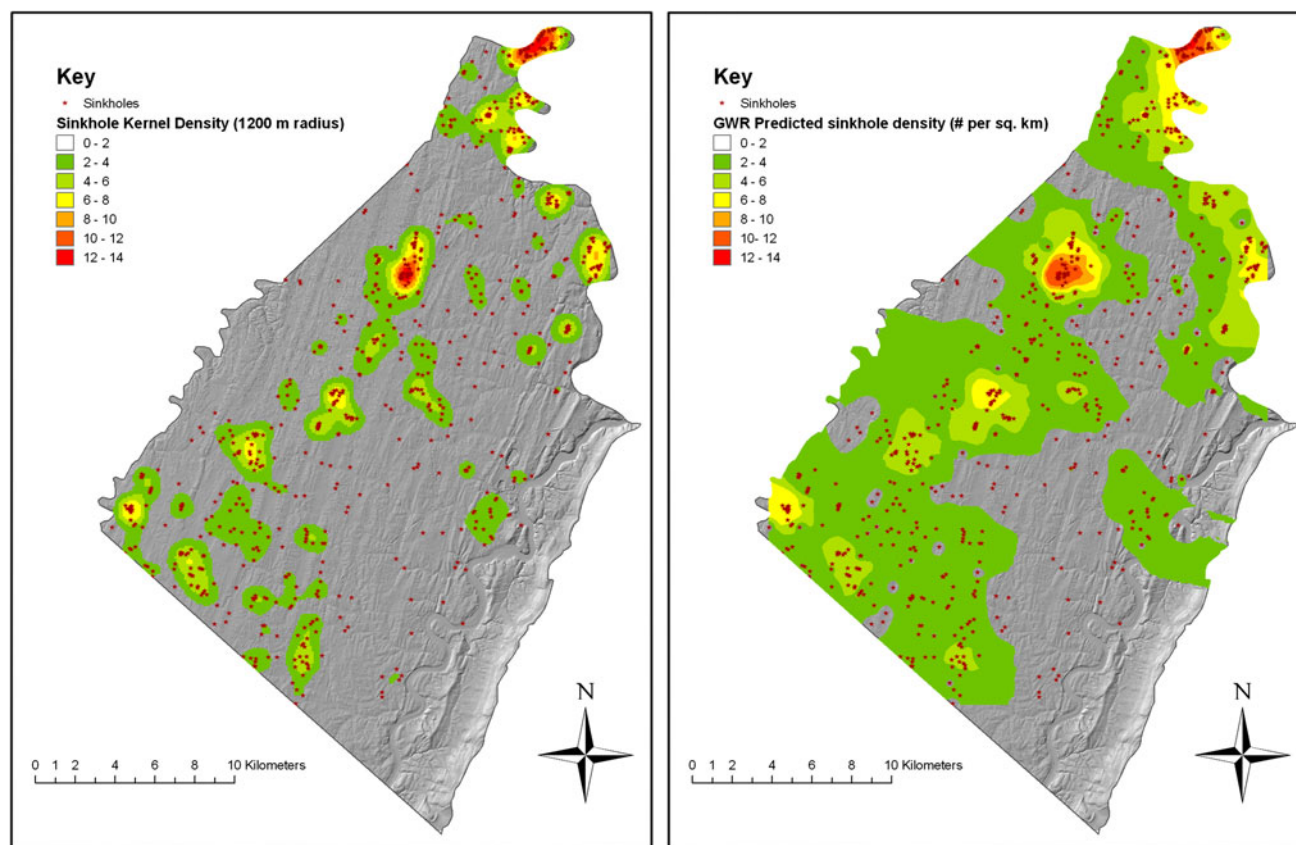 Key
Sinkholes
Sinkhole Kernel Density (1200 m radius)
0 - 2
2 - 4
4 - 6
6 - 8
8 - 10
10 - 12
12 - 14
N
0 2 4 6 8 10 Kilometers
Key
Sinkholes
GWR Predicted sinkhole density (# per sq. km)
0 - 2
2 - 4
4 - 6
6 - 8
8 - 10
10 - 12
12 - 14
N
0 2 4 6 8 10 Kilometers